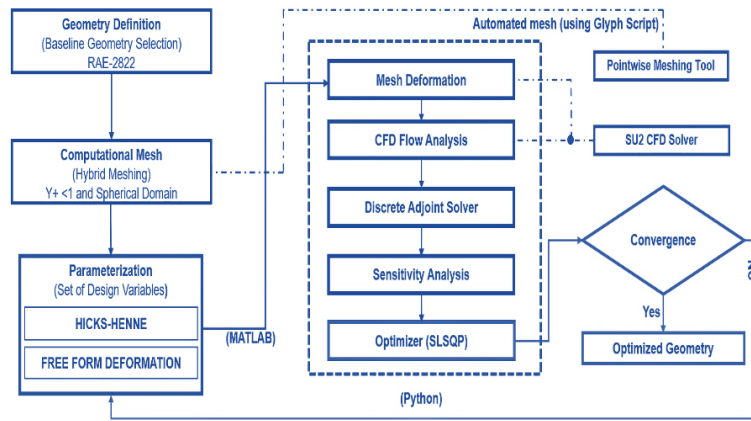 Geometry Definition
(Baseline Geometry Selection)
RAE-2822
Computational Mesh
(Hybrid Meshing)
Y+ <1 and Spherical Domain
Parameterization
(Set of Design Variables)
HICKS-HENNE
FREE FORM DEFORMATION
(MATLAB)
Automated mesh (using Glyph Script)
Mesh Deformation
CFD Flow Analysis
Discrete Adjoint Solver
Sensitivity Analysis
Optimizer (SLSQP)
Pointwise Meshing Tool
SU2 CFD Solver
Convergence
NO
Yes
Optimized Geometry
(Python)